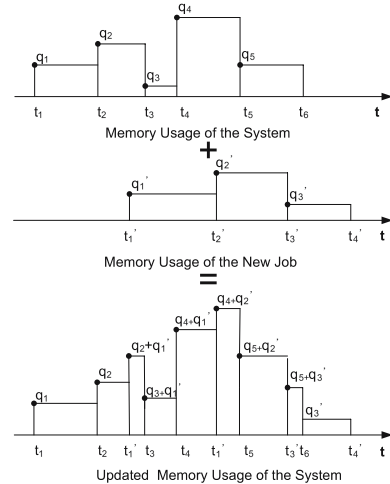 q4
q2
q1
q5
q3
t1 t2 t3 t4 t5 t6 t
Memory Usage of the System
+
q2'
q1'
q3'
t1' t2' t3' t4' t
Memory Usage of the New Job
=
q4+q2'
q4+q1'
q2+q1'
q5+q2'
q2
q5+q3'
q3+q1'
q1
q3'
t1 t2 t1' t3 t4 t1' t5 t3' t6 t4' t
Updated Memory Usage of the System